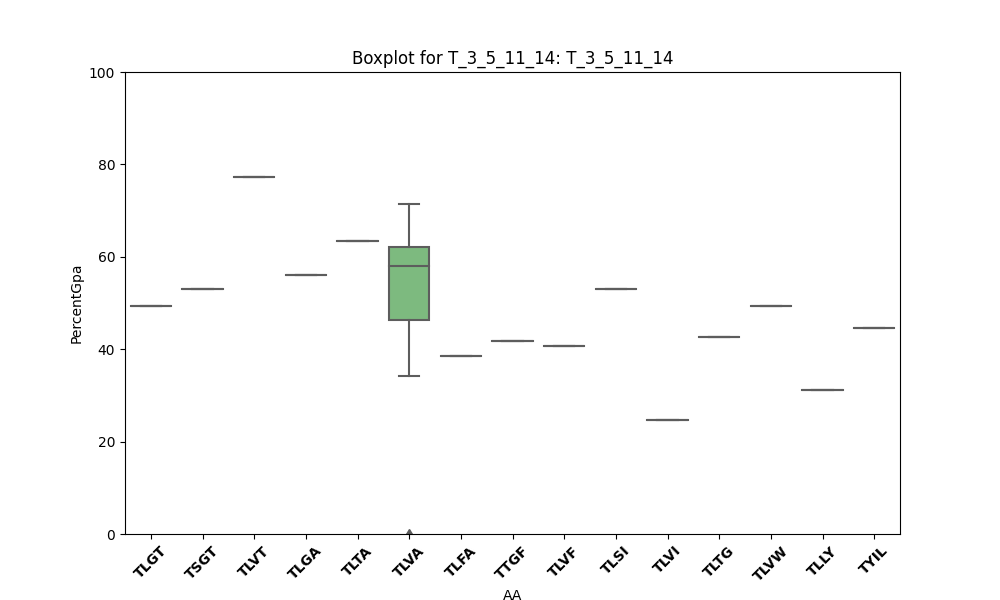 Boxplot for T_3_5_11_14: T_3_5_11_14
100
80
60
40
20
0
PercentGpa
TLGT
TSGT
TLVT
TLGA
TLTA
TLVA
TLFA
TTGF
TLVF
TLSI
TLVI
TLTG
TLVW
TLLY
TYIL
AA